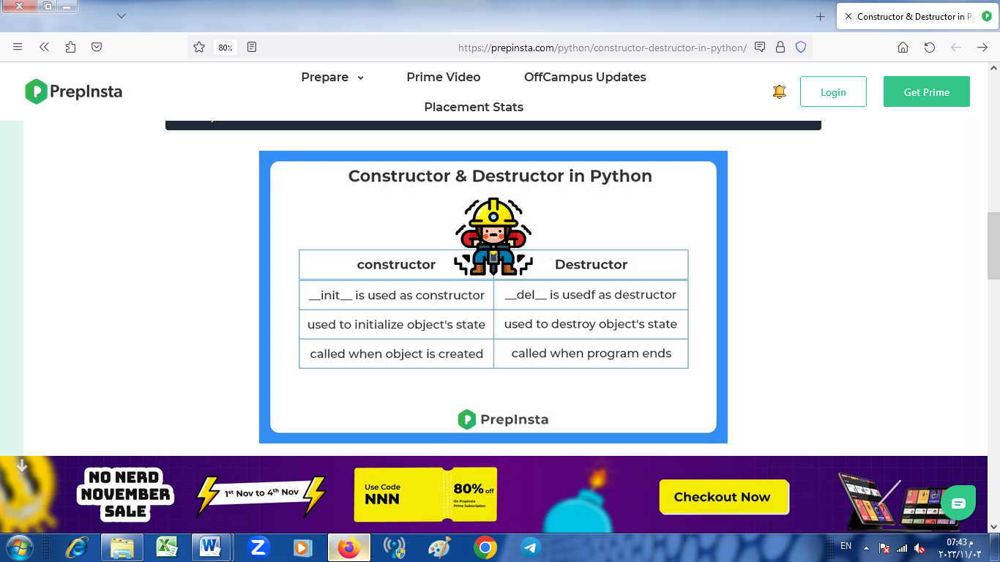 Constructor & Destructor in Py
80%
https://prepinsta.com/python/constructor-destructor-in-python/
PrepInsta
Prepare
Prime Video
OffCampus Updates
Placement Stats
Login
Get Prime
Constructor & Destructor in Python
constructor
Destructor
__init__ is used as constructor
__del__ is usedf as destructor
used to initialize object's state
used to destroy object's state
called when object is created
called when program ends
PrepInsta
NO NERD
NOVEMBER
SALE
1st Nov to 4th Nov
Use Code
NNN
80% off
On PrepInsta
Prime Subscription
Checkout Now
EN
07:43 م
٢٠٢٣/١١/٠٣